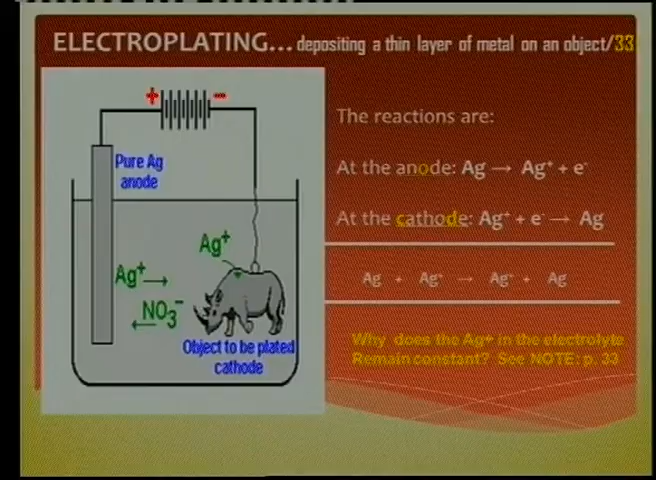 ELECTROPLATING... depositing a thin layer of metal on an object/33
+ -
Pure Ag
anode
Ag+
Ag+ →
NO3-
←
Object to be plated
cathode
The reactions are:
At the anode: Ag → Ag+ + e-
At the cathode: Ag+ + e- → Ag
Ag + Ag+ → Ag+ + Ag
Why does the Ag+ in the electrolyte
Remain constant? See NOTE: p. 33